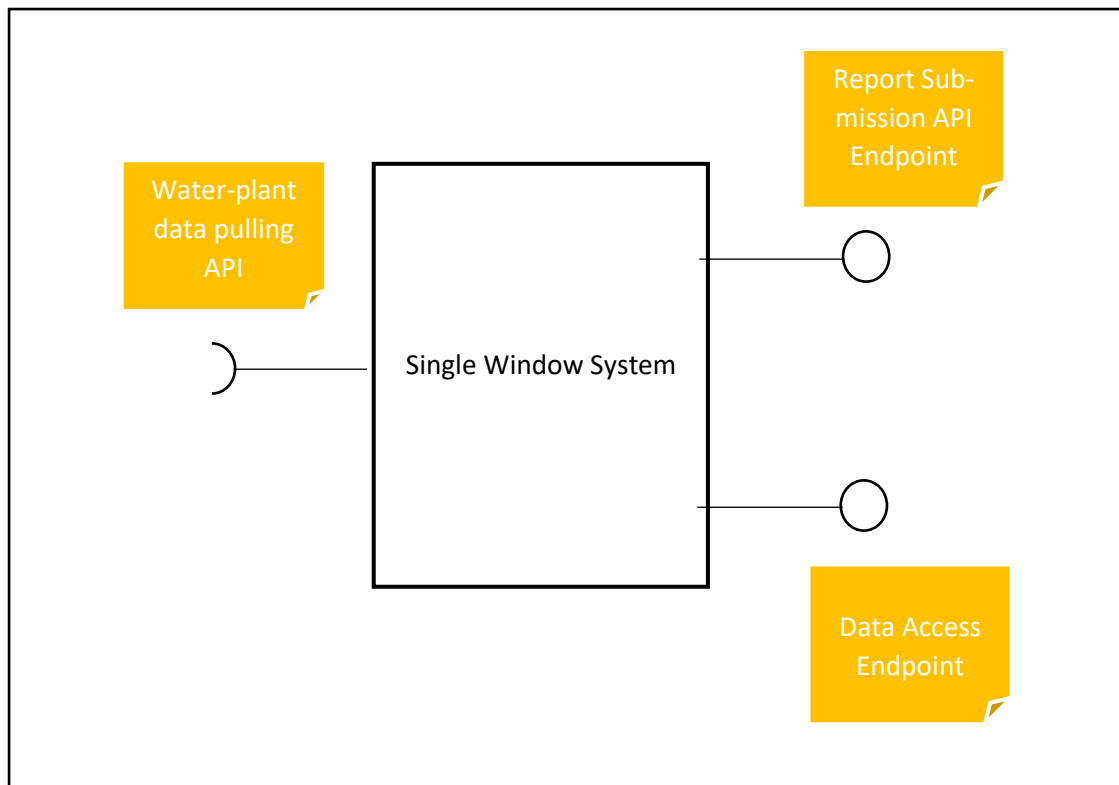 Report Sub-
mission API
Endpoint
Water-plant
data pulling
API
Single Window System
Data Access
Endpoint